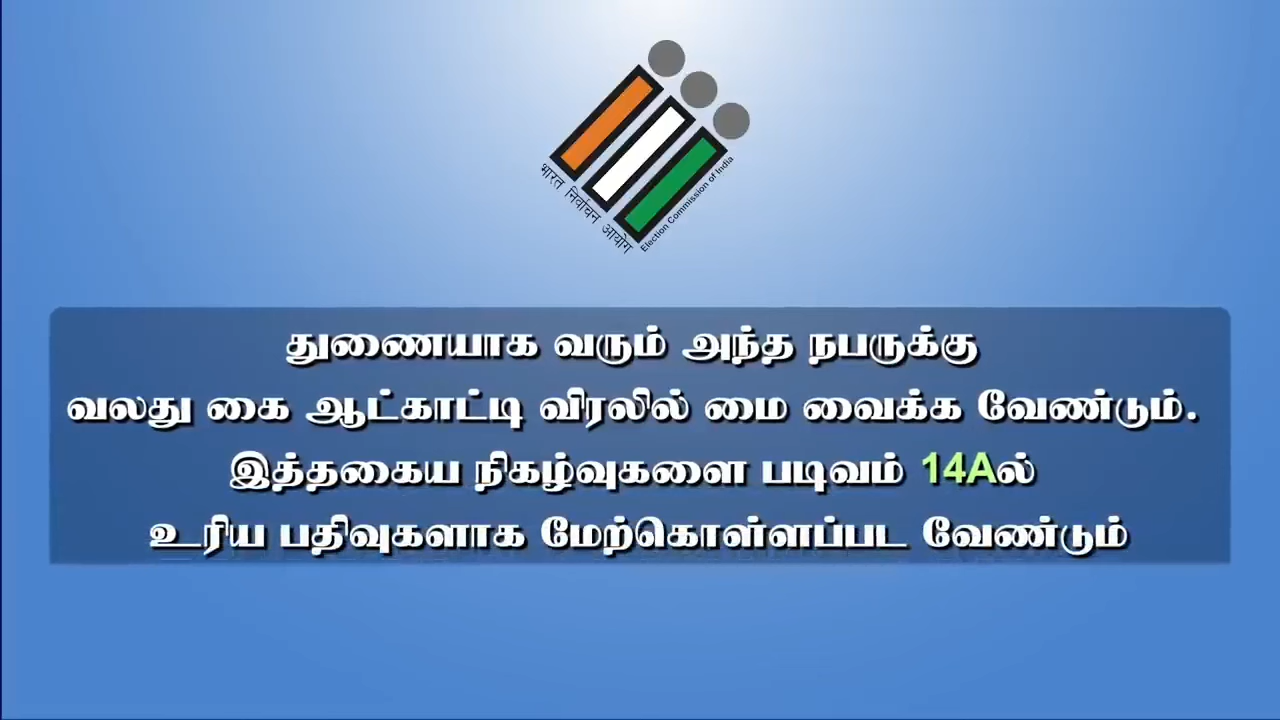 भारत निर्वाचन आयोग
Election Commission of India
துணையாக வரும் அந்த நபருக்கு
வலது கை ஆட்காட்டி விரலில் மை வைக்க வேண்டும்.
இத்தகைய நிகழ்வுகளை படிவம் 14Aல்
உரிய பதிவுகளாக மேற்கொள்ளப்பட வேண்டும்